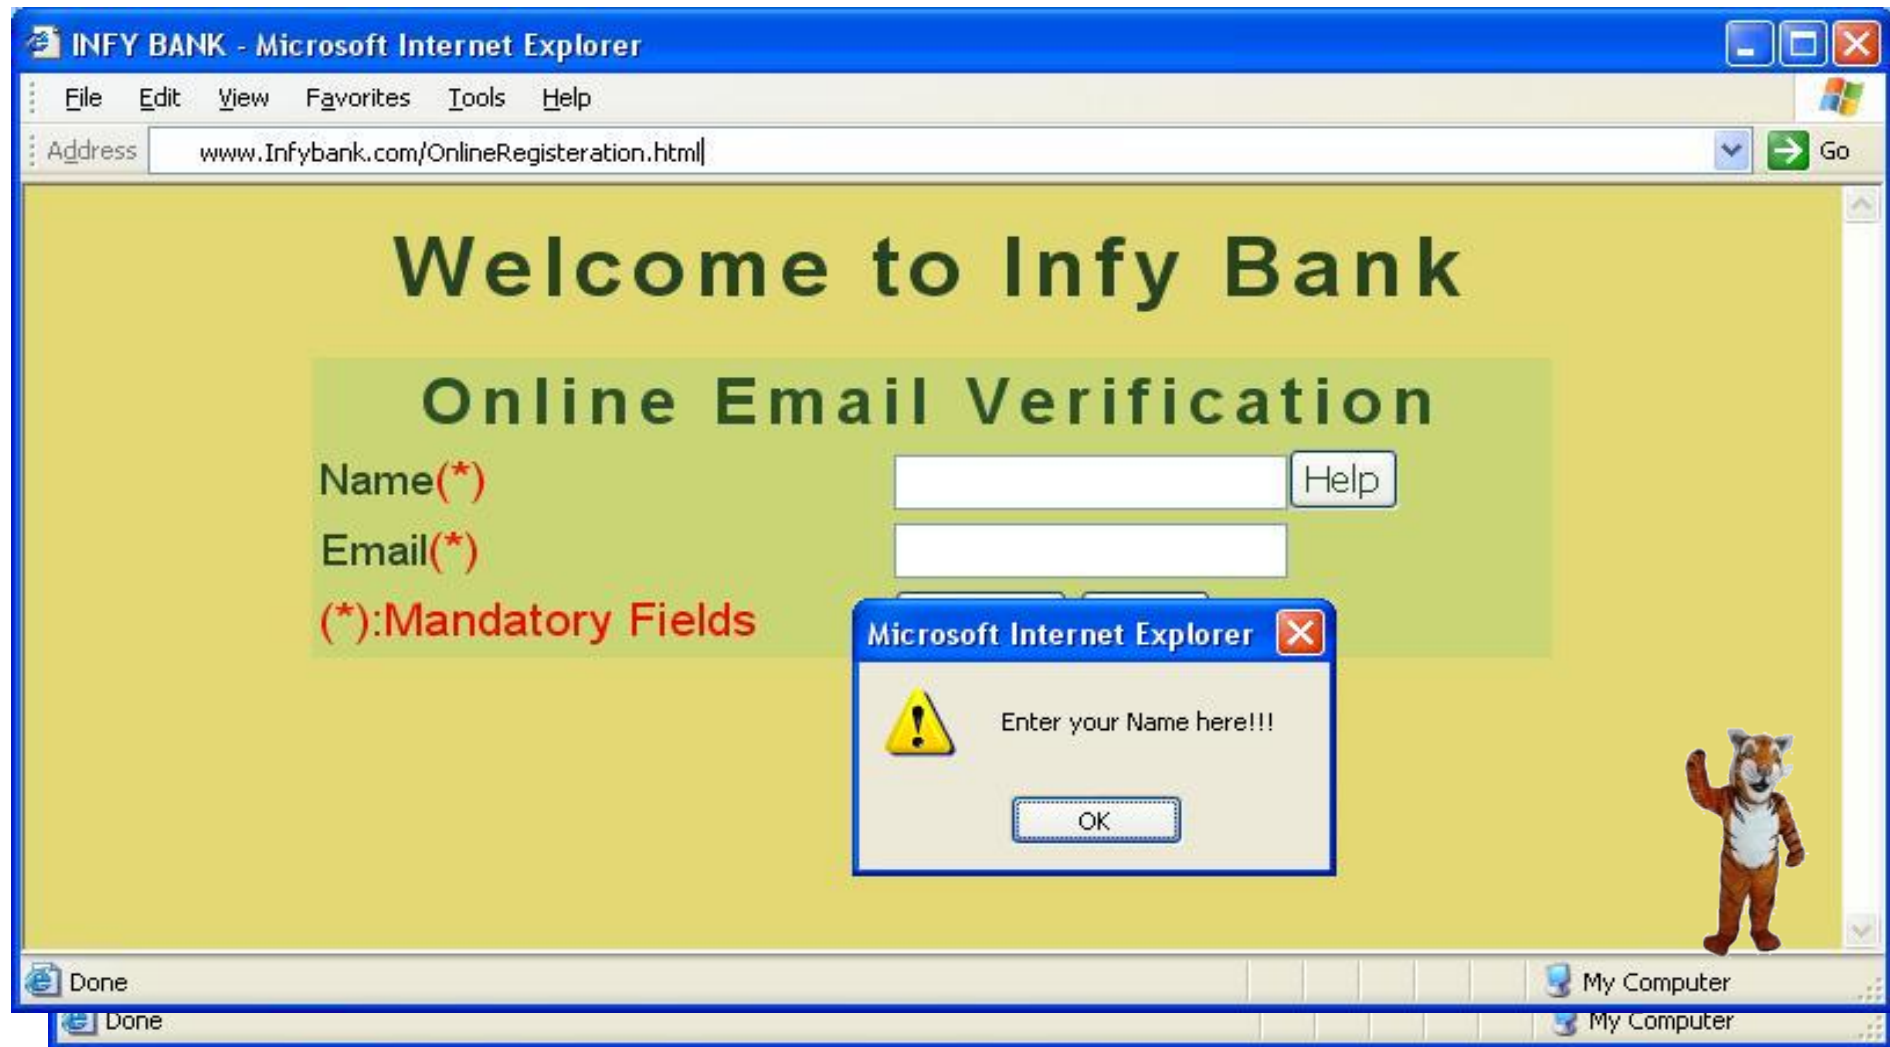 INFY BANK - Microsoft Internet Explorer
File Edit View Favorites Tools Help
Address www.Infybank.com/OnlineRegisteration.html Go
Welcome to Infy Bank
Online Email Verification
Name(*) Help
Email(*)
(*):Mandatory Fields
Microsoft Internet Explorer
Enter your Name here!!!
OK
Done My Computer
Done My Computer